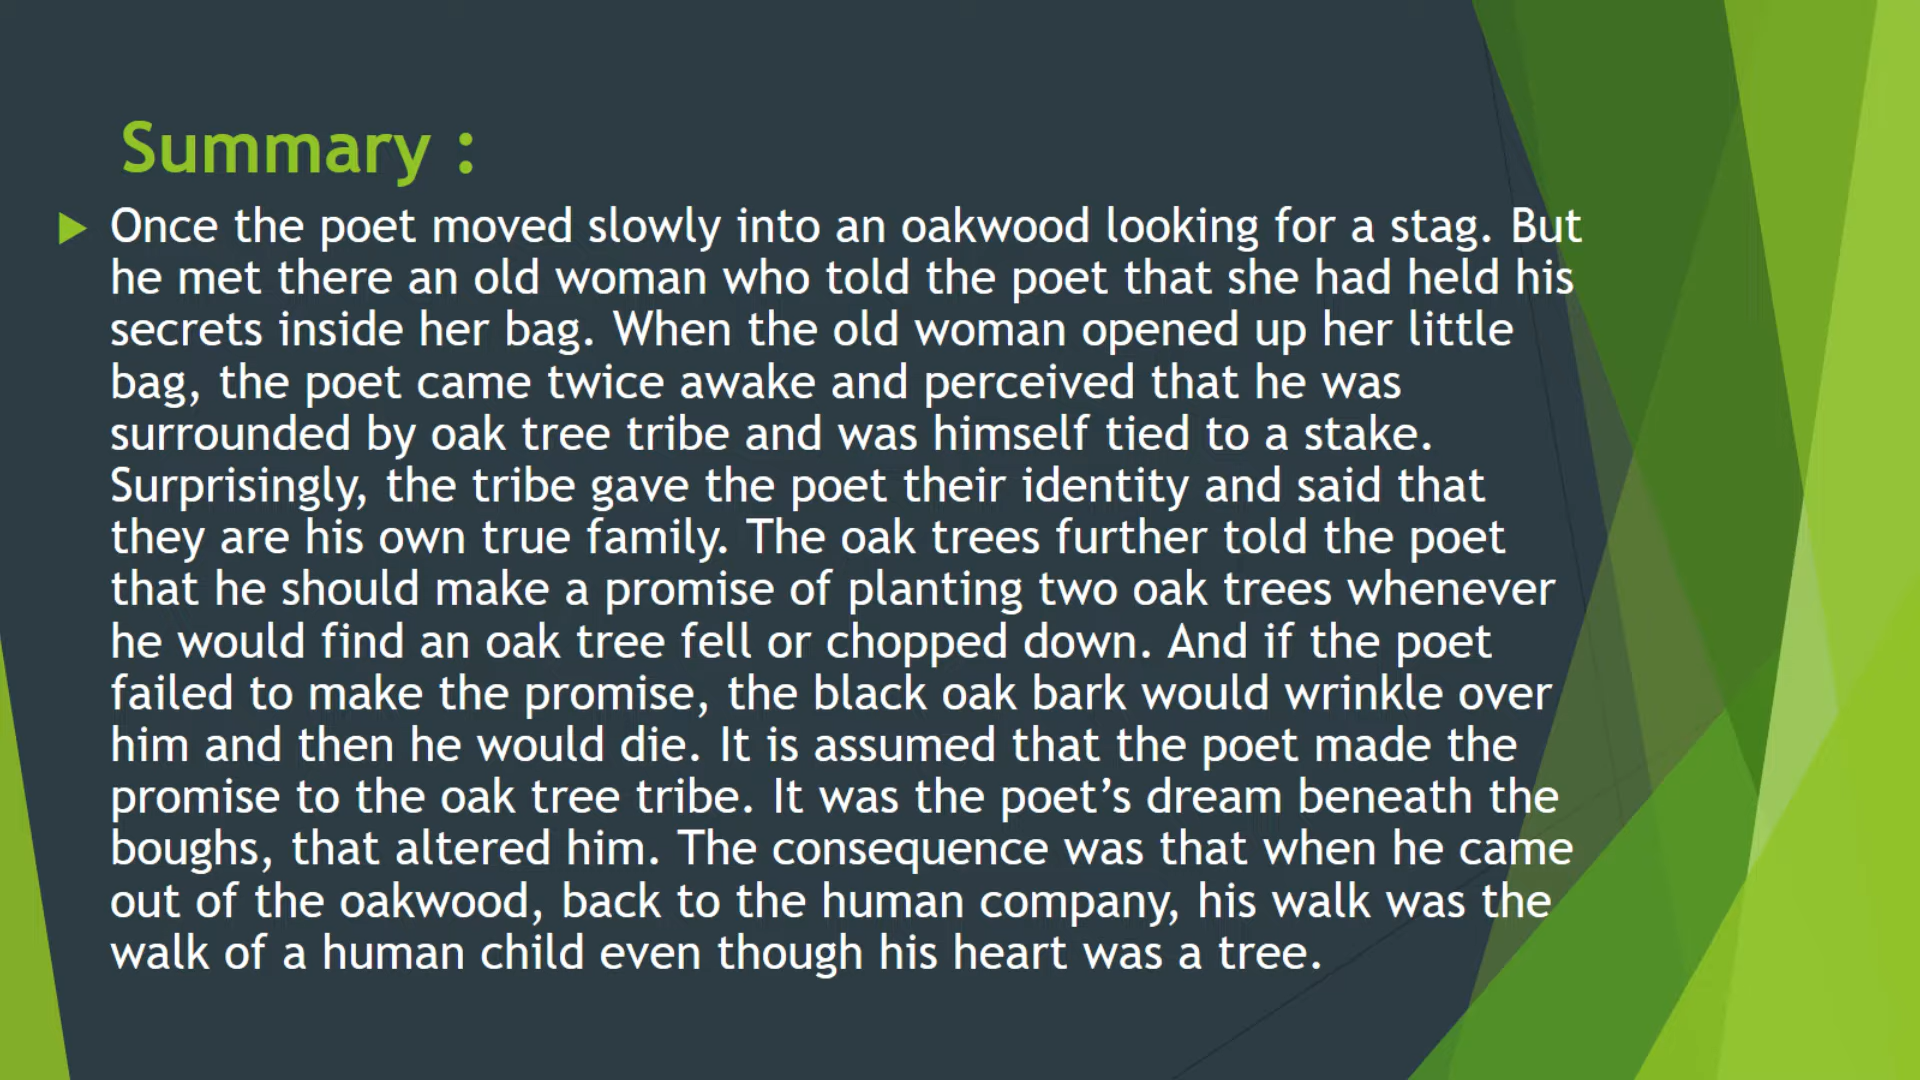 Summary :
Once the poet moved slowly into an oakwood looking for a stag. But
he met there an old woman who told the poet that she had held his
secrets inside her bag. When the old woman opened up her little
bag, the poet came twice awake and perceived that he was
surrounded by oak tree tribe and was himself tied to a stake.
Surprisingly, the tribe gave the poet their identity and said that
they are his own true family. The oak trees further told the poet
that he should make a promise of planting two oak trees whenever
he would find an oak tree fell or chopped down. And if the poet
failed to make the promise, the black oak bark would wrinkle over
him and then he would die. It is assumed that the poet made the
promise to the oak tree tribe. It was the poet’s dream beneath the
boughs, that altered him. The consequence was that when he came
out of the oakwood, back to the human company, his walk was the
walk of a human child even though his heart was a tree.